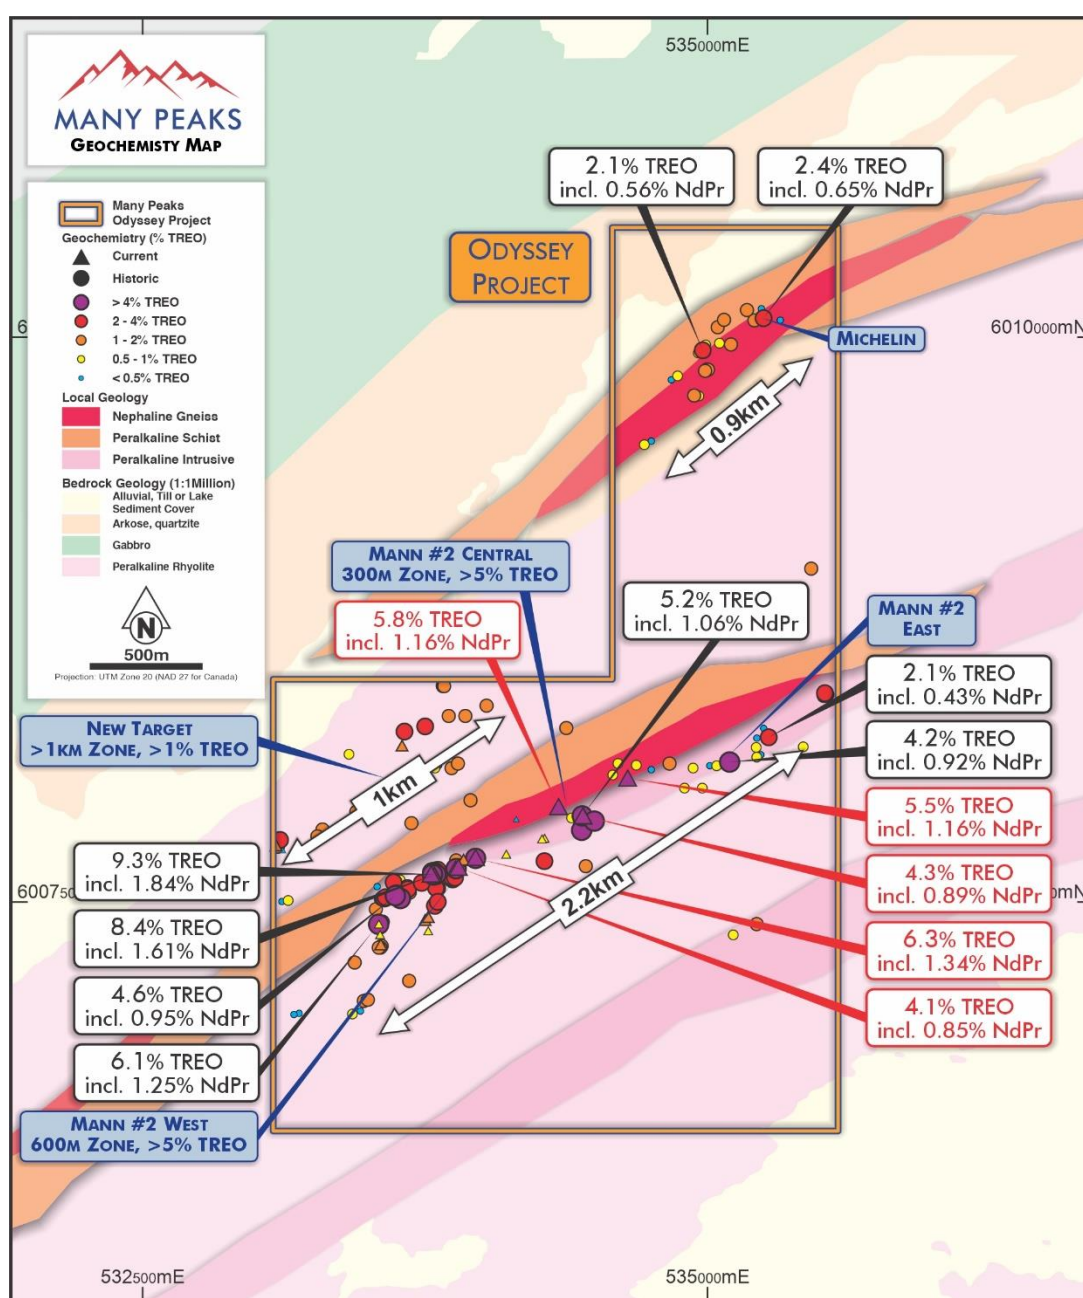 535000mE
MANY PEAKS
GEOCHEMISTY MAP
Many Peaks
Odyssey Project
Geochemistry (% TREO)
Current
Historic
> 4% TREO
2 - 4% TREO
1 - 2% TREO
0.5 - 1% TREO
< 0.5% TREO
Local Geology
Nephaline Gneiss
Peralkaline Schist
Peralkaline Intrusive
Bedrock Geology (1:1Million)
Alluvial, Till or Lake
Sediment Cover
Arkose, quartzite
Gabbro
Peralkaline Rhyolite
N
500m
Projection: UTM Zone 20 (NAD 27 for Canada)
2.1% TREO
incl. 0.56% NdPr
2.4% TREO
incl. 0.65% NdPr
ODYSSEY
PROJECT
6
6010000mN
MICHELIN
0.9km
MANN #2 CENTRAL
300M ZONE, >5% TREO
5.8% TREO
incl. 1.16% NdPr
5.2% TREO
incl. 1.06% NdPr
MANN #2
EAST
2.1% TREO
incl. 0.43% NdPr
NEW TARGET
>1KM ZONE, >1% TREO
1km
4.2% TREO
incl. 0.92% NdPr
5.5% TREO
incl. 1.16% NdPr
9.3% TREO
incl. 1.84% NdPr
2.2km
4.3% TREO
incl. 0.89% NdPr
60075
0mN
8.4% TREO
incl. 1.61% NdPr
6.3% TREO
incl. 1.34% NdPr
4.6% TREO
incl. 0.95% NdPr
4.1% TREO
incl. 0.85% NdPr
6.1% TREO
incl. 1.25% NdPr
MANN #2 WEST
600M ZONE, >5% TREO
532500mE
535000mE